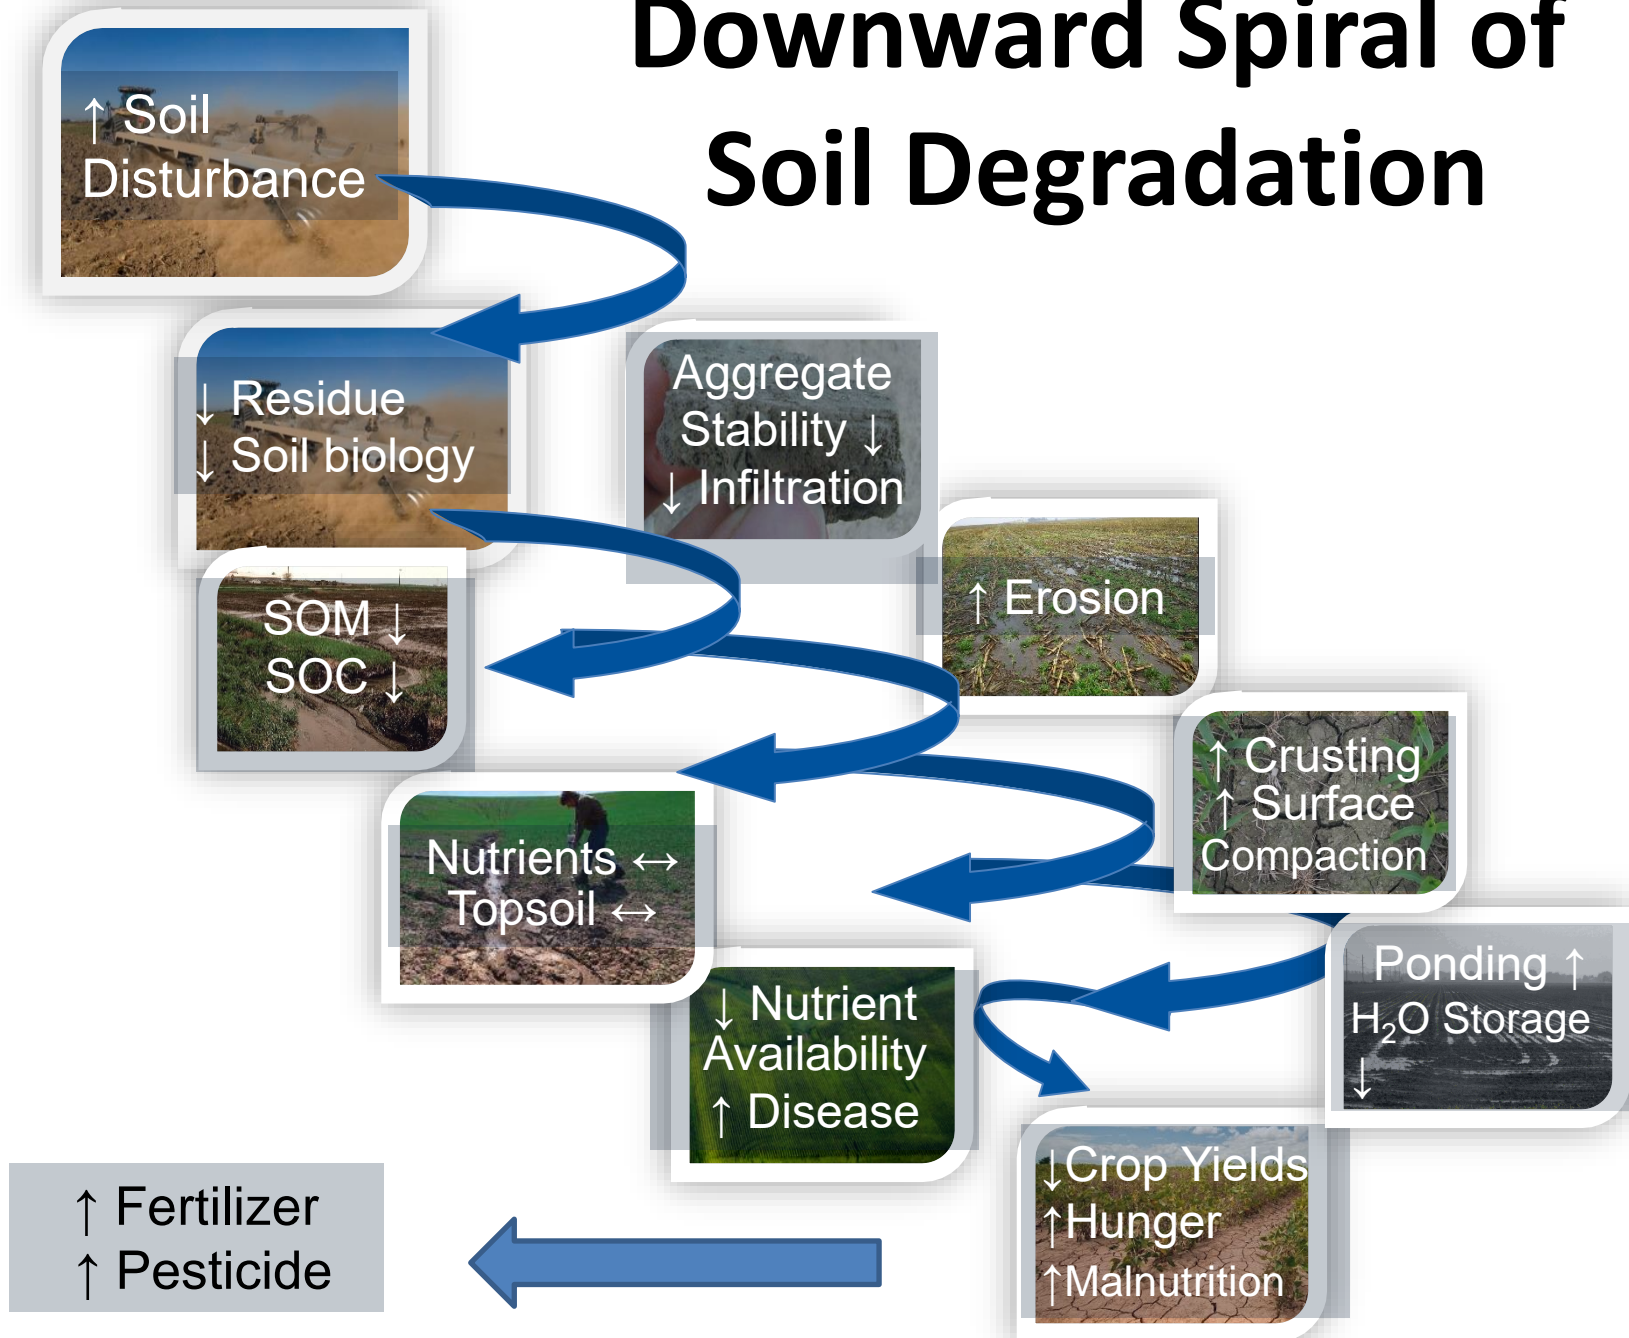 Downward Spiral of
Soil Degradation
↑ Soil
Disturbance
↓ Residue
↓ Soil biology
Aggregate
Stability ↓
↓ Infiltration
SOM ↓
SOC ↓
↑ Erosion
Nutrients ↔
Topsoil ↔
↑ Crusting
↑ Surface
Compaction
↓ Nutrient
Availability
↑ Disease
Ponding ↑
H₂O Storage
↓
↓Crop Yields
↑Hunger
↑Malnutrition
↑ Fertilizer
↑ Pesticide